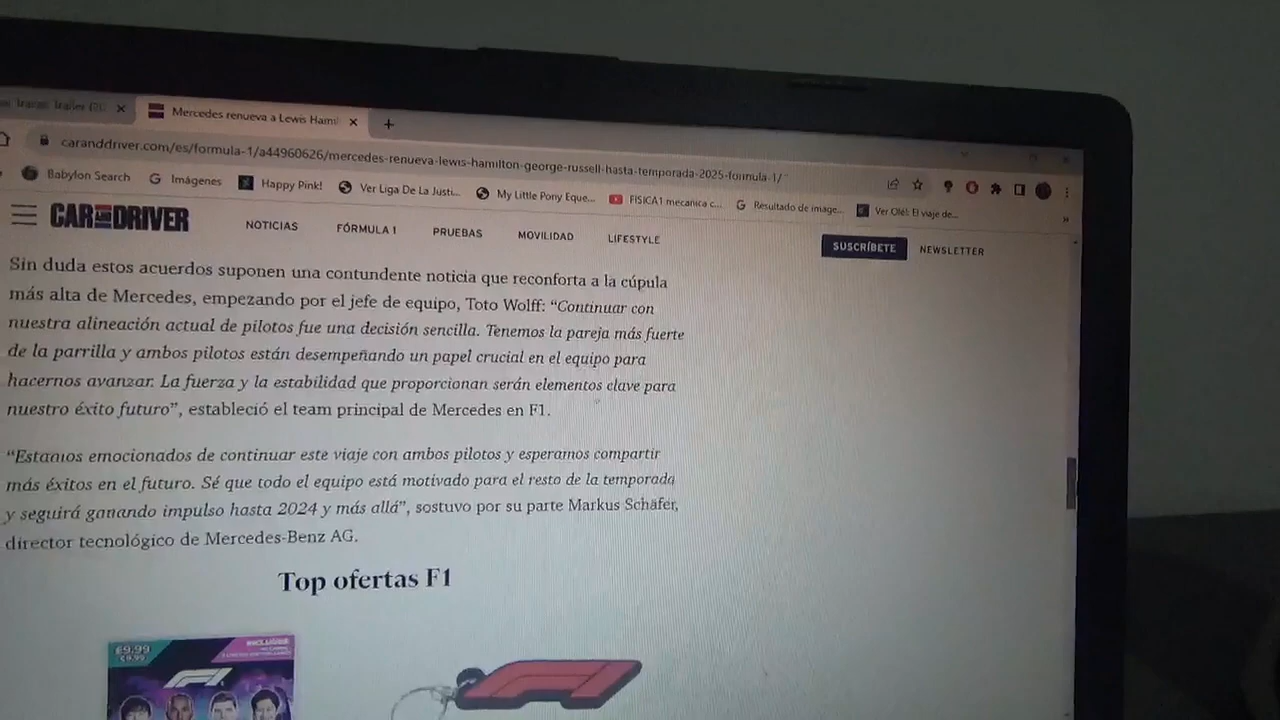 Mercedes renueva a Lewis Hami
caranddriver.com/es/formula-1/a44960626/mercedes-renueva-lewis-hamilton-george-russell-hasta-temporada-2025-formula-1/
Babylon Search Imágenes Happy Pink! Ver Liga De La Justi... My Little Pony Eque... FISICA1 mecanica c... Resultado de image... Ver Olé!: El viaje de...
CAR AND DRIVER NOTICIAS FÓRMULA 1 PRUEBAS MOVILIDAD LIFESTYLE SUSCRÍBETE NEWSLETTER
Sin duda estos acuerdos suponen una contundente noticia que reconforta a la cúpula
más alta de Mercedes, empezando por el jefe de equipo, Toto Wolff: “Continuar con
nuestra alineación actual de pilotos fue una decisión sencilla. Tenemos la pareja más fuerte
de la parrilla y ambos pilotos están desempeñando un papel crucial en el equipo para
hacernos avanzar. La fuerza y la estabilidad que proporcionan serán elementos clave para
nuestro éxito futuro”, estableció el team principal de Mercedes en F1.
“Estamos emocionados de continuar este viaje con ambos pilotos y esperamos compartir
más éxitos en el futuro. Sé que todo el equipo está motivado para el resto de la temporada
y seguirá ganando impulso hasta 2024 y más allá”, sostuvo por su parte Markus Schäfer,
director tecnológico de Mercedes-Benz AG.
Top ofertas F1
£9.99
€9.99